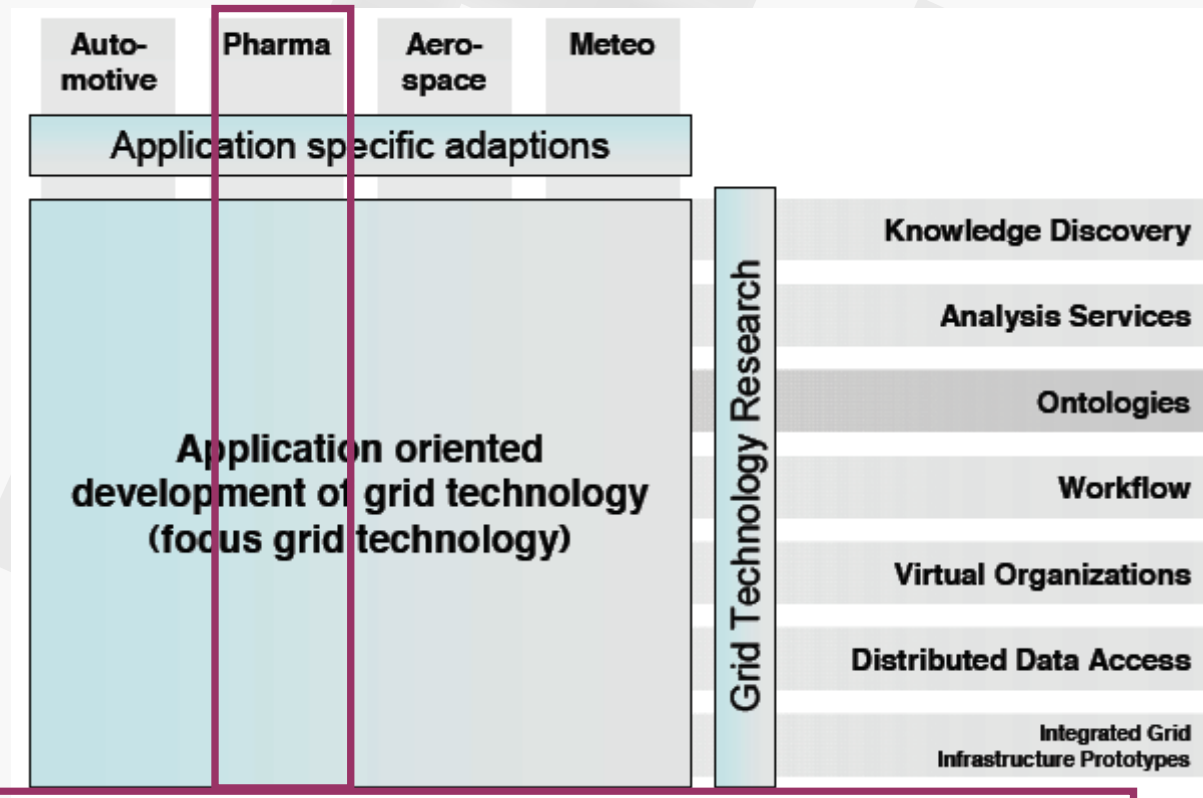 Auto-
motive
Pharma
Aero-
space
Meteo
Application specific adaptions
Application oriented
development of grid technology
(focus grid technology)
Grid Technology Research
Knowledge Discovery
Analysis Services
Ontologies
Workflow
Virtual Organizations
Distributed Data Access
Integrated Grid
Infrastructure Prototypes